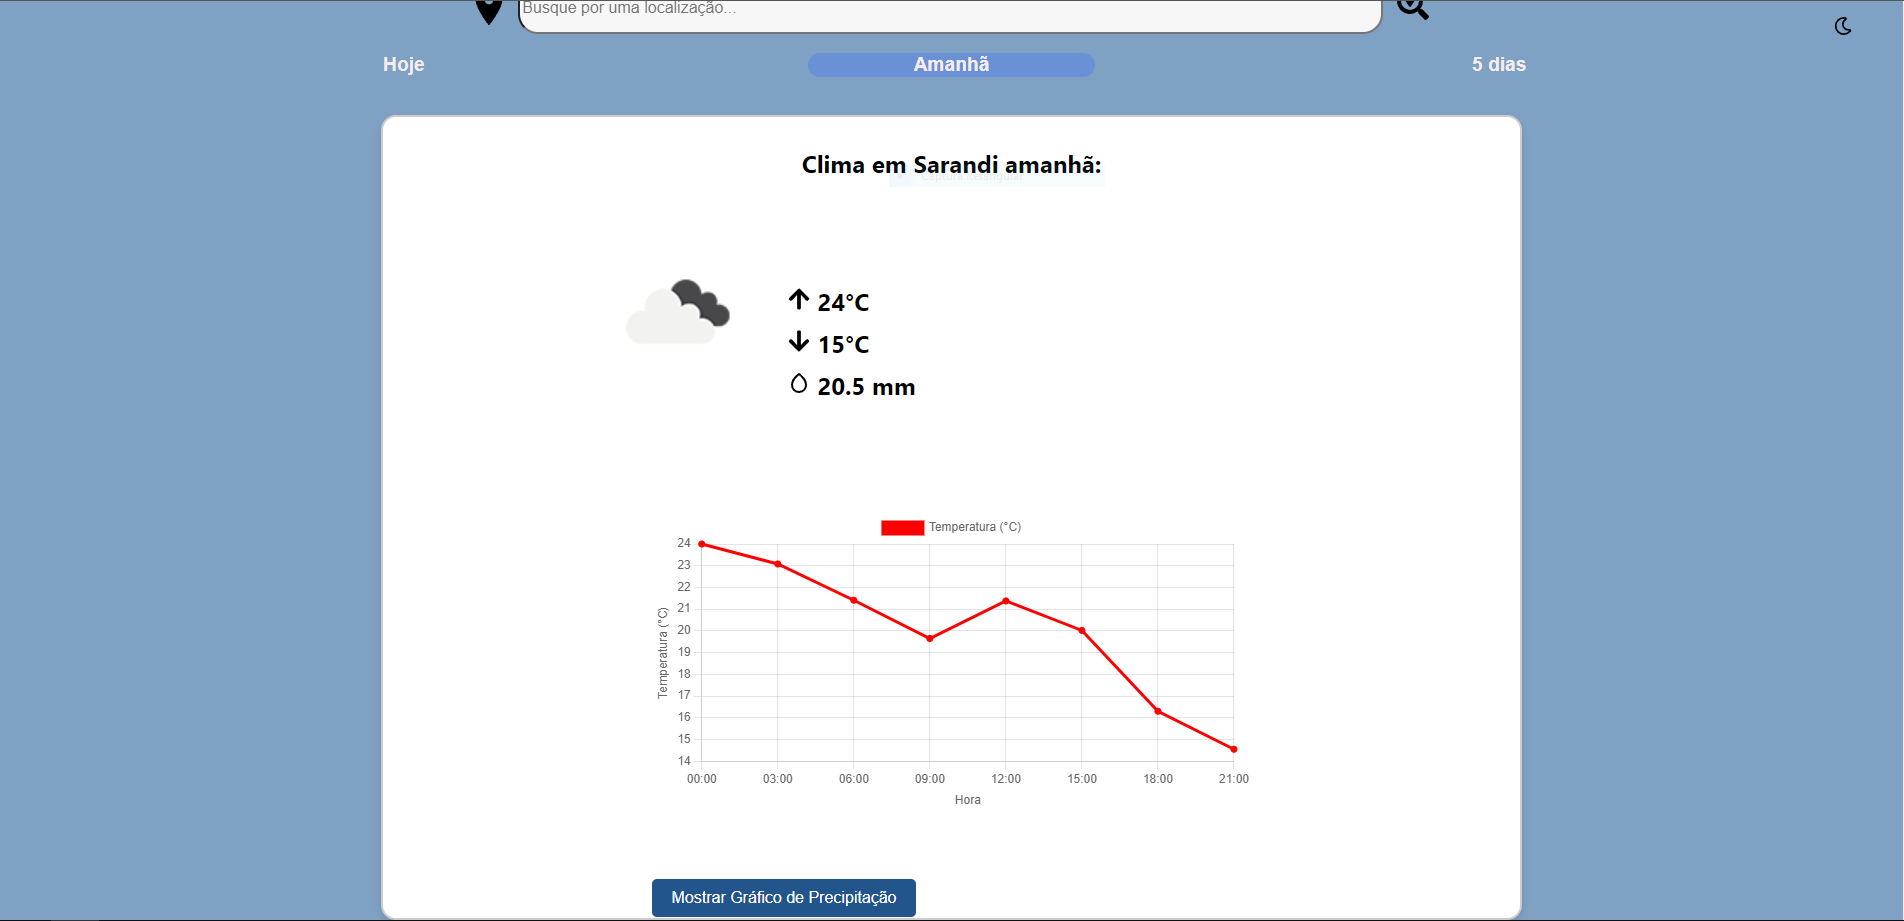 Busque por uma localização...
Hoje
Amanhã
5 dias
Clima em Sarandi amanhã:
24°C
15°C
20.5 mm
Temperatura (°C)
24
23
22
21
20
19
18
17
16
15
14
Temperatura (°C)
00:00 03:00 06:00 09:00 12:00 15:00 18:00 21:00
Hora
Mostrar Gráfico de Precipitação